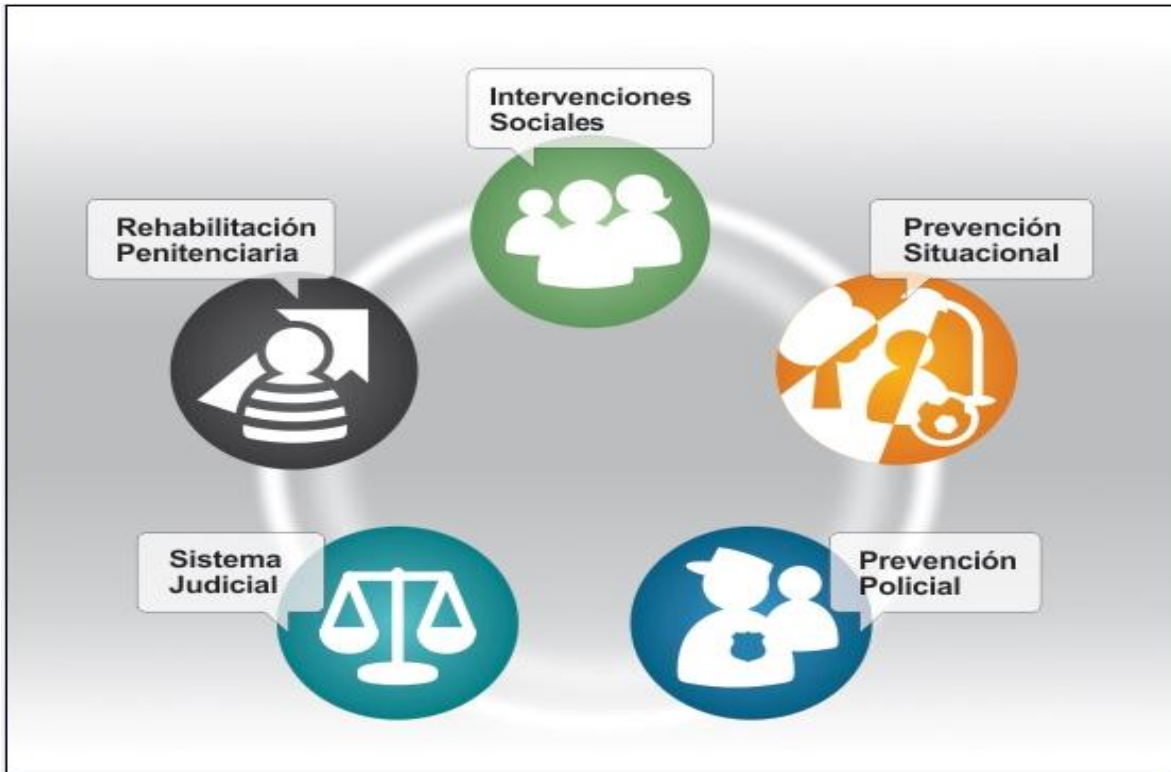 Intervenciones
Sociales
Rehabilitación
Penitenciaria
Prevención
Situacional
Sistema
Judicial
Prevención
Policial